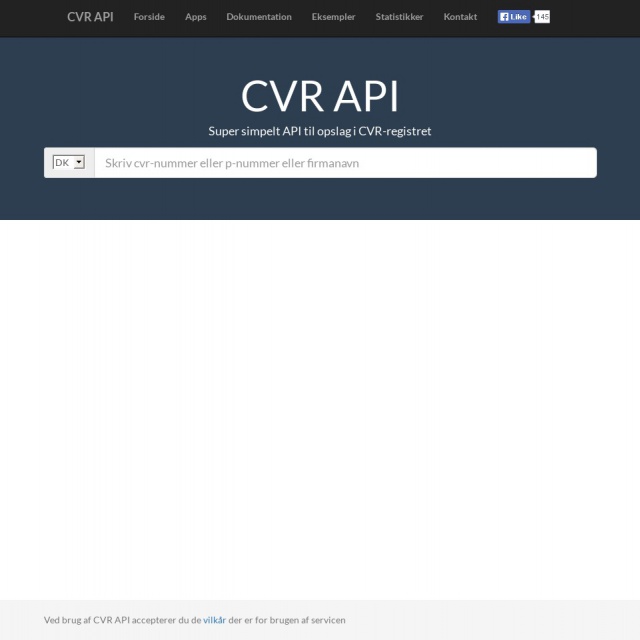 CVR API Forside Apps Dokumentation Eksempler Statistikker Kontakt Like 145
CVR API
Super simpelt API til opslag i CVR-registret
DK Skriv cvr-nummer eller p-nummer eller firmanavn
Ved brug af CVR API accepterer du de vilkår der er for brugen af servicen